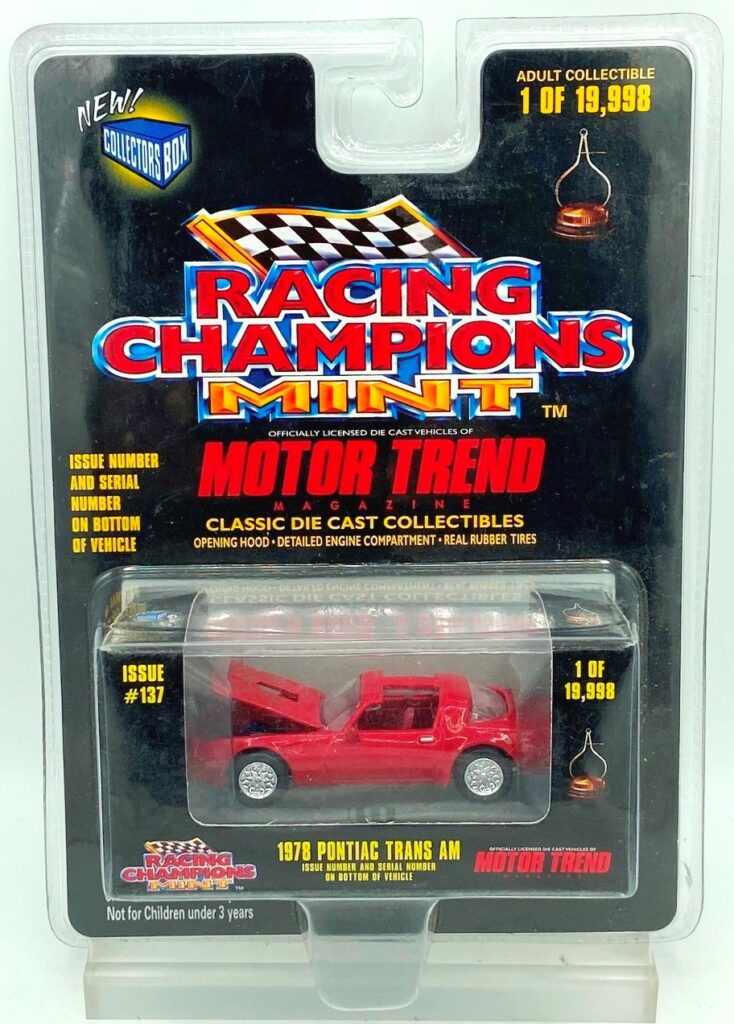 NEW!
COLLECTORS BOX
ADULT COLLECTIBLE
1 OF 19,998
RACING
CHAMPIONS
MINT TM
OFFICIALLY LICENSED DIE CAST VEHICLES OF
MOTOR TREND
MAGAZINE
ISSUE NUMBER
AND SERIAL
NUMBER
ON BOTTOM
OF VEHICLE
CLASSIC DIE CAST COLLECTIBLES
OPENING HOOD • DETAILED ENGINE COMPARTMENT • REAL RUBBER TIRES
ISSUE
#137
1 OF
19,998
RACING
CHAMPIONS
MINT TM
1978 PONTIAC TRANS AM
ISSUE NUMBER AND SERIAL NUMBER
ON BOTTOM OF VEHICLE
OFFICIALLY LICENSED DIE CAST VEHICLES OF
MOTOR TREND
Not for Children under 3 years